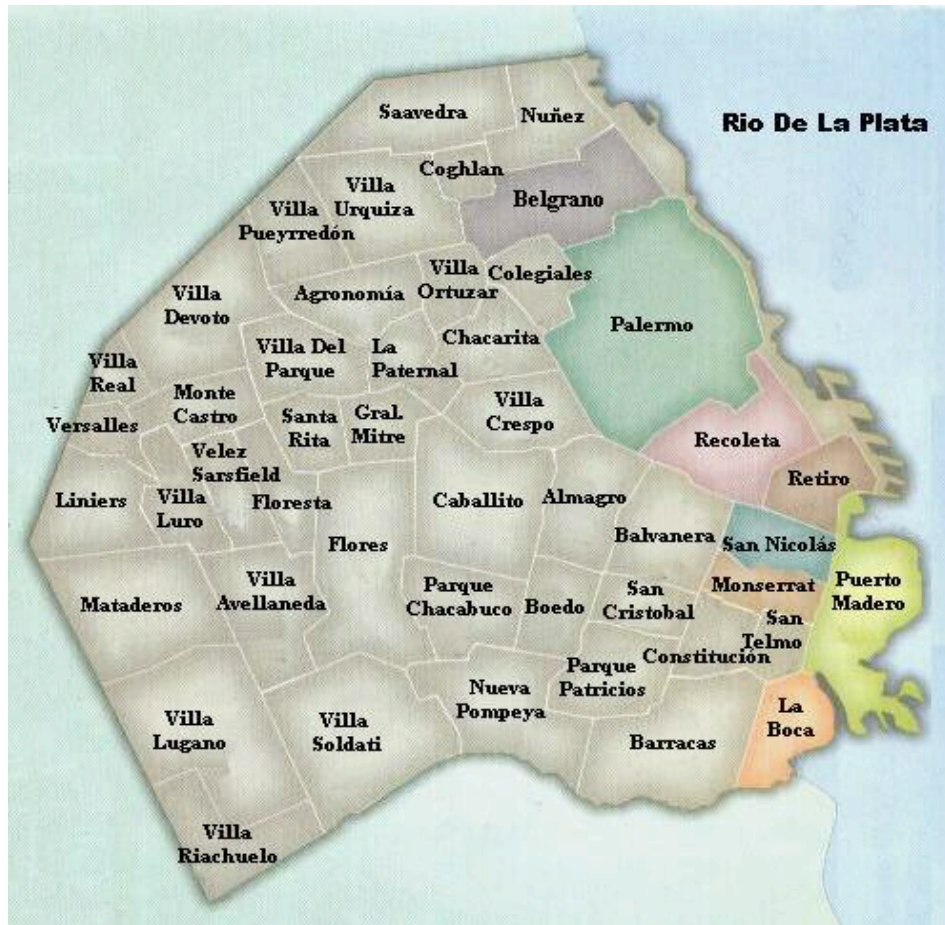 Rio De La Plata
Saavedra
Nuñez
Coghlan
Villa
Urquiza
Belgrano
Villa
Pueyrredón
Villa
Ortuzar
Colegiales
Agronomía
Villa
Devoto
Palermo
Chacarita
Villa Del
Parque
La
Paternal
Villa
Real
Monte
Castro
Villa
Crespo
Versalles
Santa
Rita
Gral.
Mitre
Recoleta
Velez
Sarsfield
Retiro
Liniers
Villa
Luro
Floresta
Caballito
Almagro
Flores
Balvanera
San Nicolás
Mataderos
Villa
Avellaneda
Parque
Chacabuco
Boedo
San
Cristobal
Monserrat
Puerto
Madero
San
Telmo
Constitución
Parque
Patricios
Nueva
Pompeya
Villa
Lugano
Villa
Soldati
Barracas
La
Boca
Villa
Riachuelo